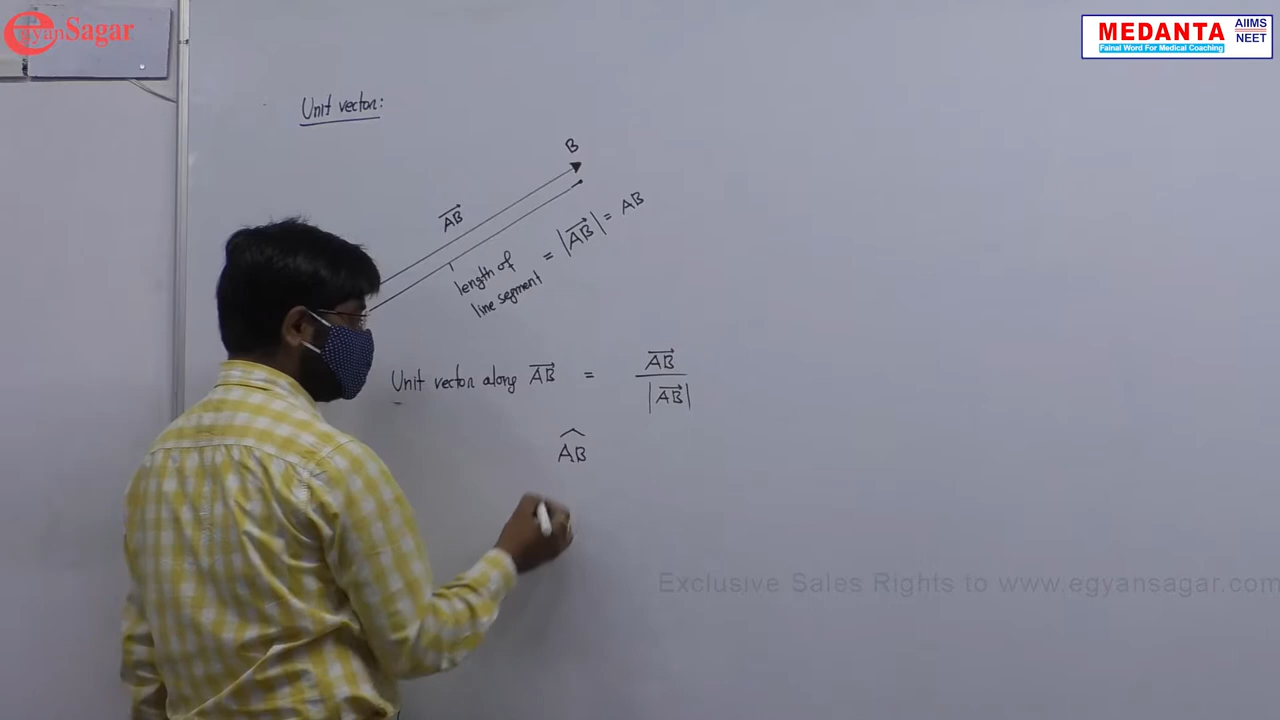 egyanSagar
MEDANTA
AIIMS
NEET
Fainal Word For Medical Coaching
Unit vector:
B
AB
length of
line segment
= |AB| = AB
Unit vector along AB = AB
|AB|
AB
Exclusive Sales Rights to www.egyansagar.com